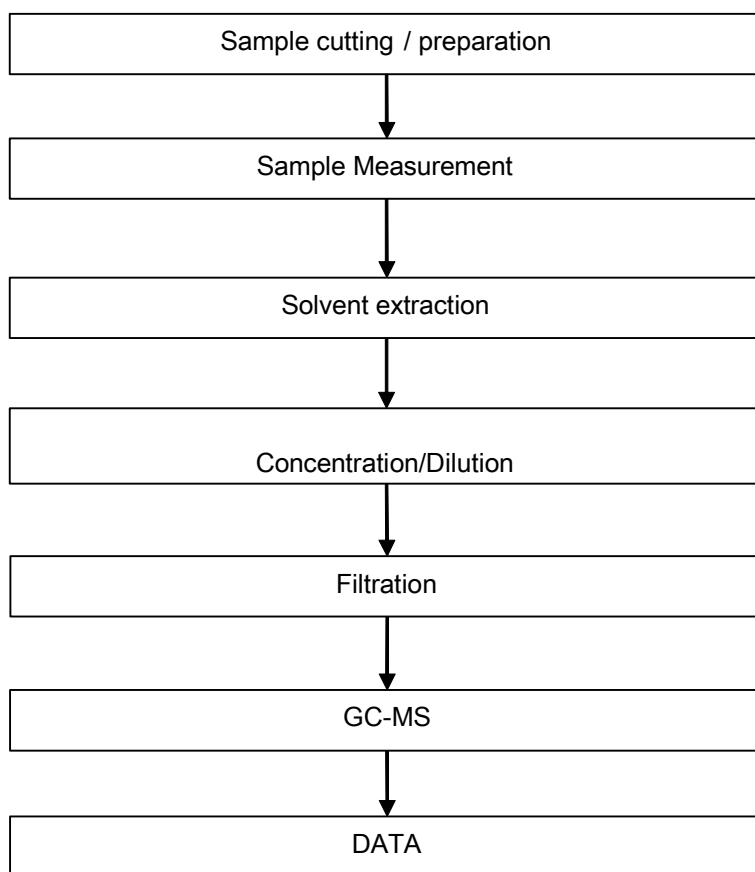 Sample cutting / preparation
Sample Measurement
Solvent extraction
Concentration/Dilution
Filtration
GC-MS
DATA